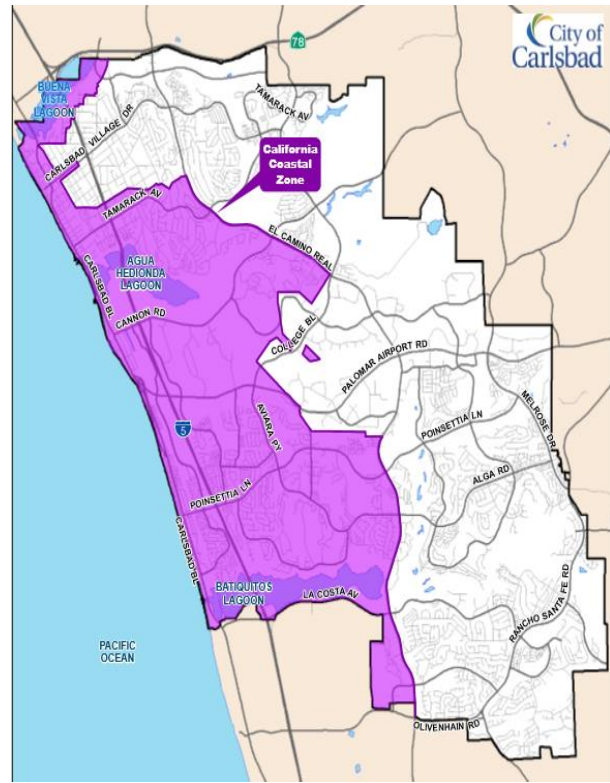 City of
Carlsbad
78
BUENA
VISTA
LAGOON
TAMARACK AV
CARLSBAD VILLAGE DR
California
Coastal
Zone
TAMARACK AV
EL CAMINO REAL
AGUA
HEDIONDA
LAGOON
CARLSBAD BL
CANNON RD
COLLEGE BL
PALOMAR AIRPORT RD
MELROSE DR
AVIARA PY
POINSETTIA LN
5
ALGA RD
POINSETTIA LN
CARLSBAD BL
BATIQUITOS
LAGOON
LA COSTA AV
RANCHO SANTA FE RD
PACIFIC
OCEAN
OLIVENHAIN RD